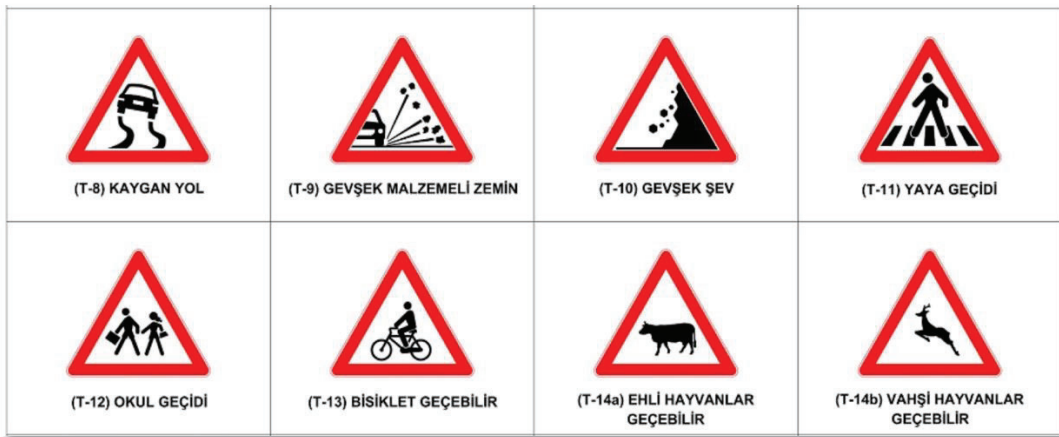 (T-8) KAYGAN YOL
(T-9) GEVŞEK MALZEMELİ ZEMİN
(T-10) GEVŞEK ŞEV
(T-11) YAYA GEÇİDİ
(T-12) OKUL GEÇİDİ
(T-13) BİSİKLET GEÇEBİLİR
(T-14a) EHLİ HAYVANLAR
GEÇEBİLİR
(T-14b) VAHŞİ HAYVANLAR
GEÇEBİLİR